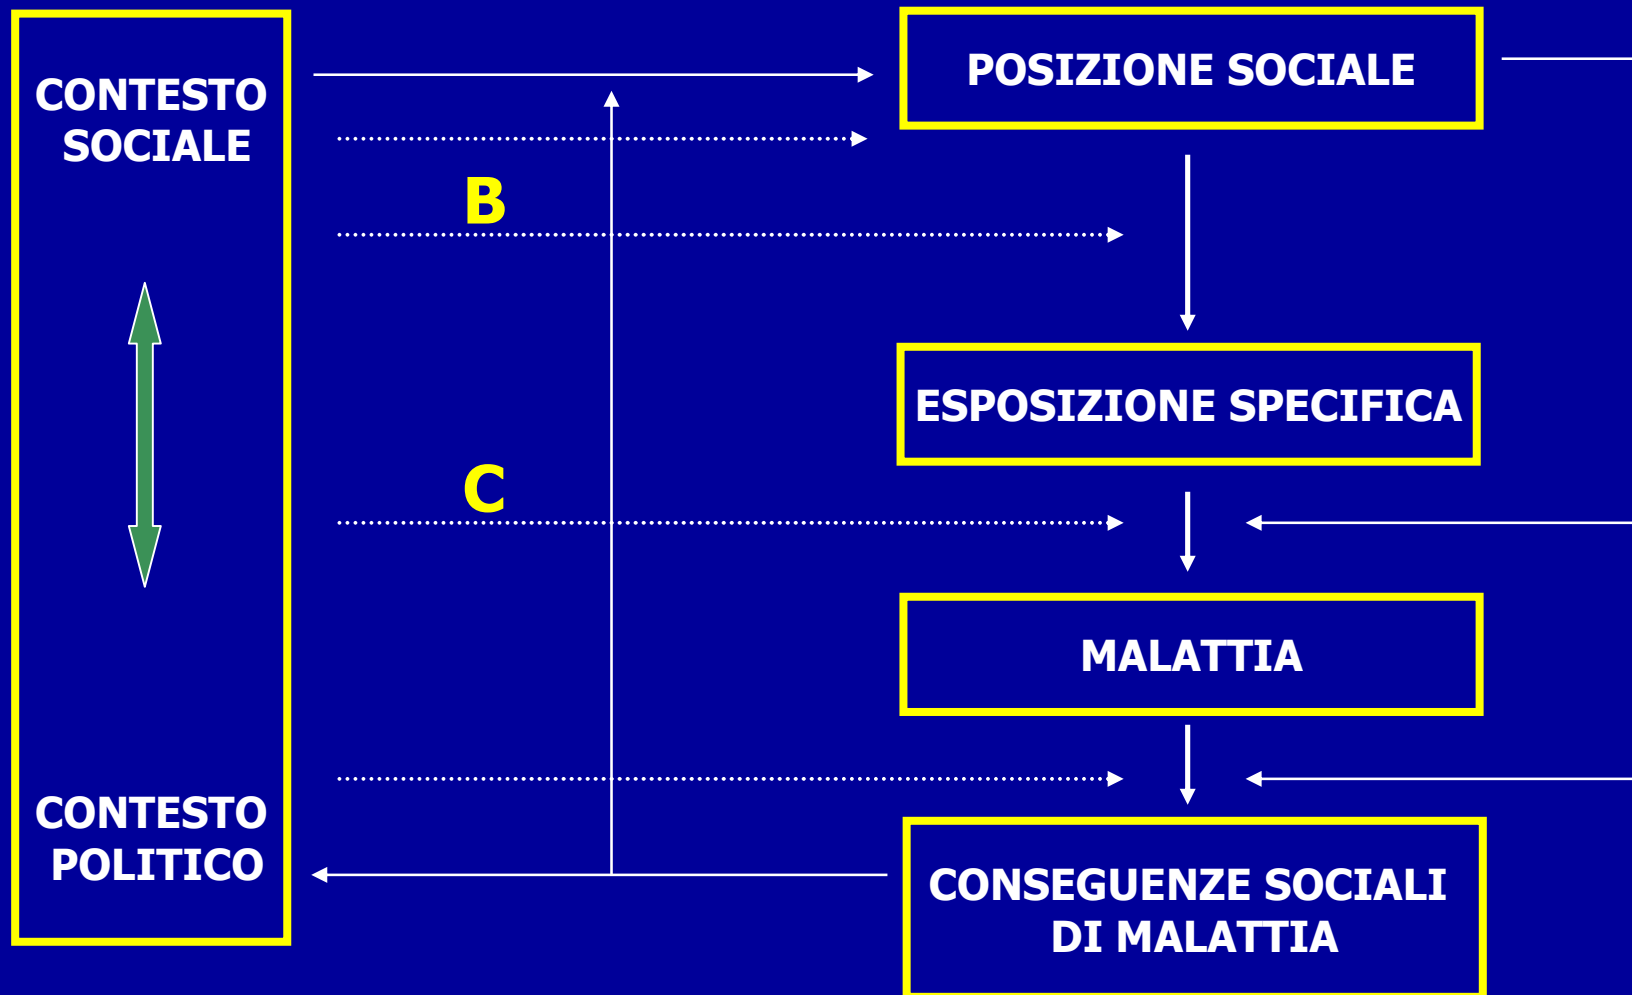 CONTESTO
SOCIALE
CONTESTO
POLITICO
B
C
POSIZIONE SOCIALE
ESPOSIZIONE SPECIFICA
MALATTIA
CONSEGUENZE SOCIALI
DI MALATTIA